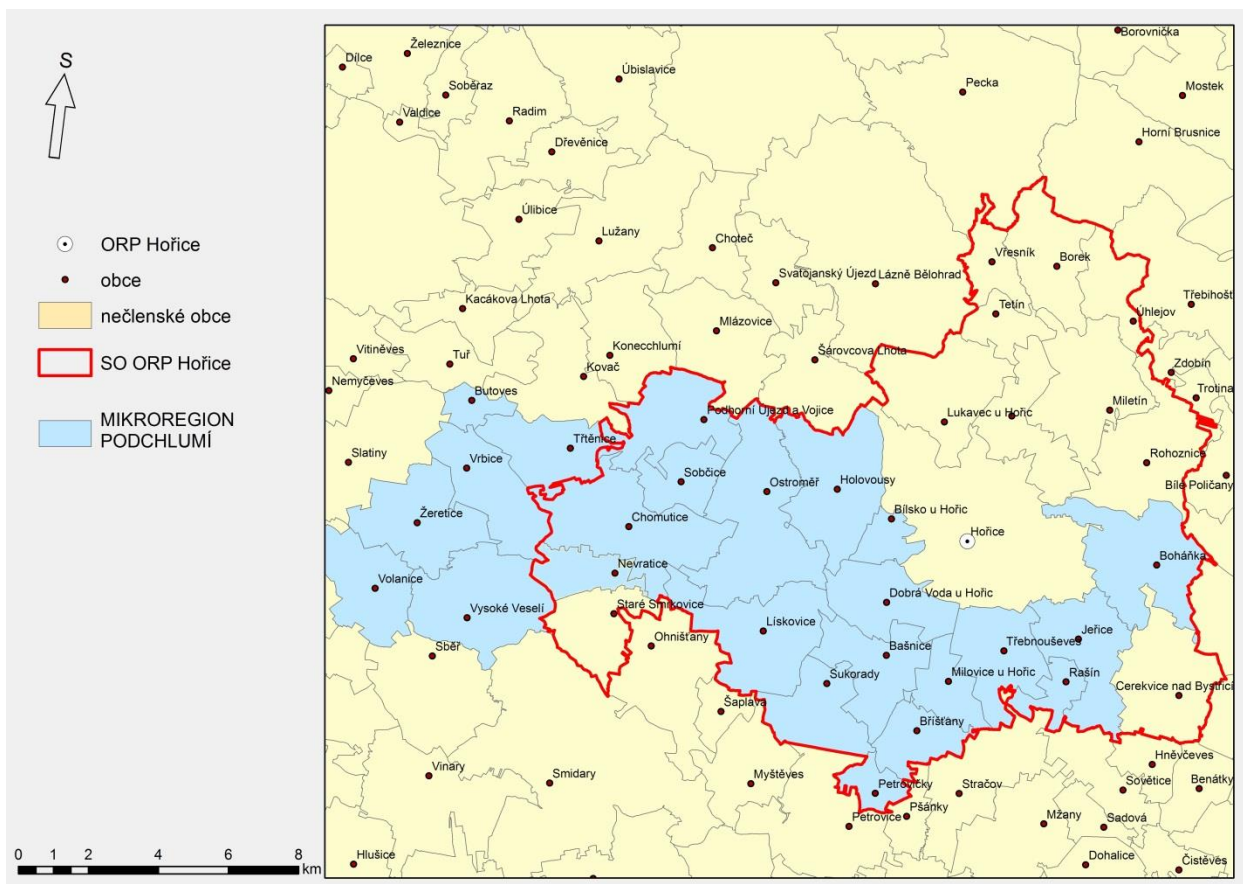 S
ORP Hořice
obce
nečlenské obce
SO ORP Hořice
MIKROREGION
PODCHLUMÍ
0 1 2 4 6 8
km
Borovnička
Železnice
Dílce
Úbislavice
Soběraz
Pecka
Mostek
Valdice
Radim
Horní Brusnice
Dřevěnice
Úlibice
Lužany
Choteč
Vřesník
Borek
Svatojanský Újezd
Lázně Bělohrad
Kacákova Lhota
Tetín
Třebihošť
Úhlejov
Mlázovice
Vitiněves
Tuř
Konecchlumí
Šárovcova Lhota
Kovač
Zdobín
Nemyčeves
Butoves
Trotina
Podhorní Újezd a Vojice
Lukavec u Hořic
Miletín
Třtěnice
Slatiny
Vrbice
Rohoznice
Sobčice
Ostroměř
Holovousy
Bílé Poličany
Žeretice
Chomutice
Bílsko u Hořic
Hořice
Nevratice
Boháňka
Volanice
Vysoké Veselí
Staré Smrkovice
Dobrá Voda u Hořic
Ohnišťany
Lískovice
Sběř
Třebnouševes
Jeřice
Bašnice
Sukorady
Milovice u Hořic
Rašín
Cerekvice nad Bystřicí
Šaplava
Bříšťany
Vinary
Smidary
Myštěves
Petrovičky
Stračov
Hněvčeves
Sovětice
Benátky
Petrovice
Pšánky
Mžany
Sadová
Hlušice
Dohalice
Čistěves